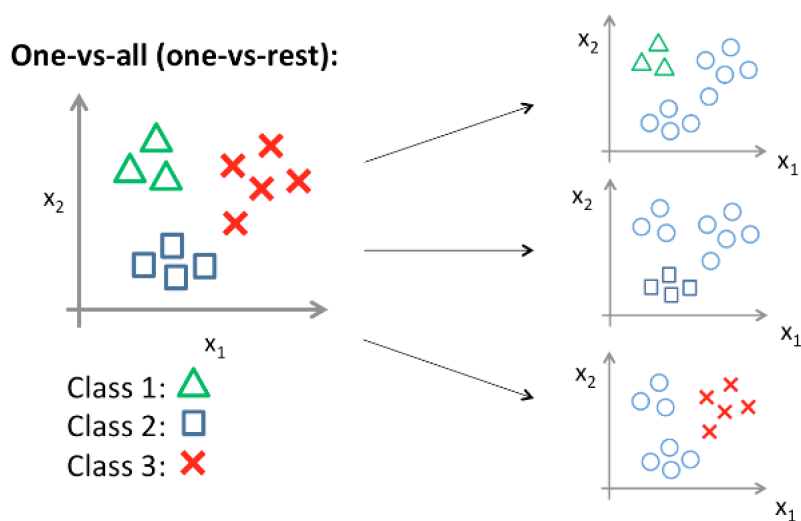 One-vs-all (one-vs-rest):
x2
x1
Class 1:
Class 2:
Class 3:
x2
x1
x2
x1
x2
x1